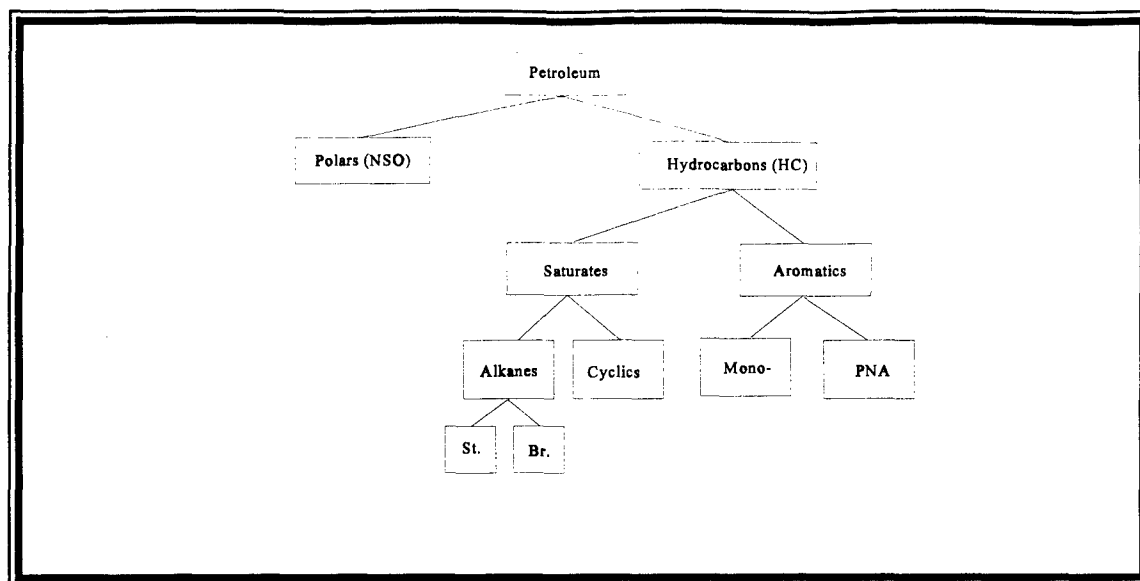 Petroleum
Polars (NSO)
Hydrocarbons (HC)
Saturates
Aromatics
Alkanes
Cyclics
Mono-
PNA
St.
Br.